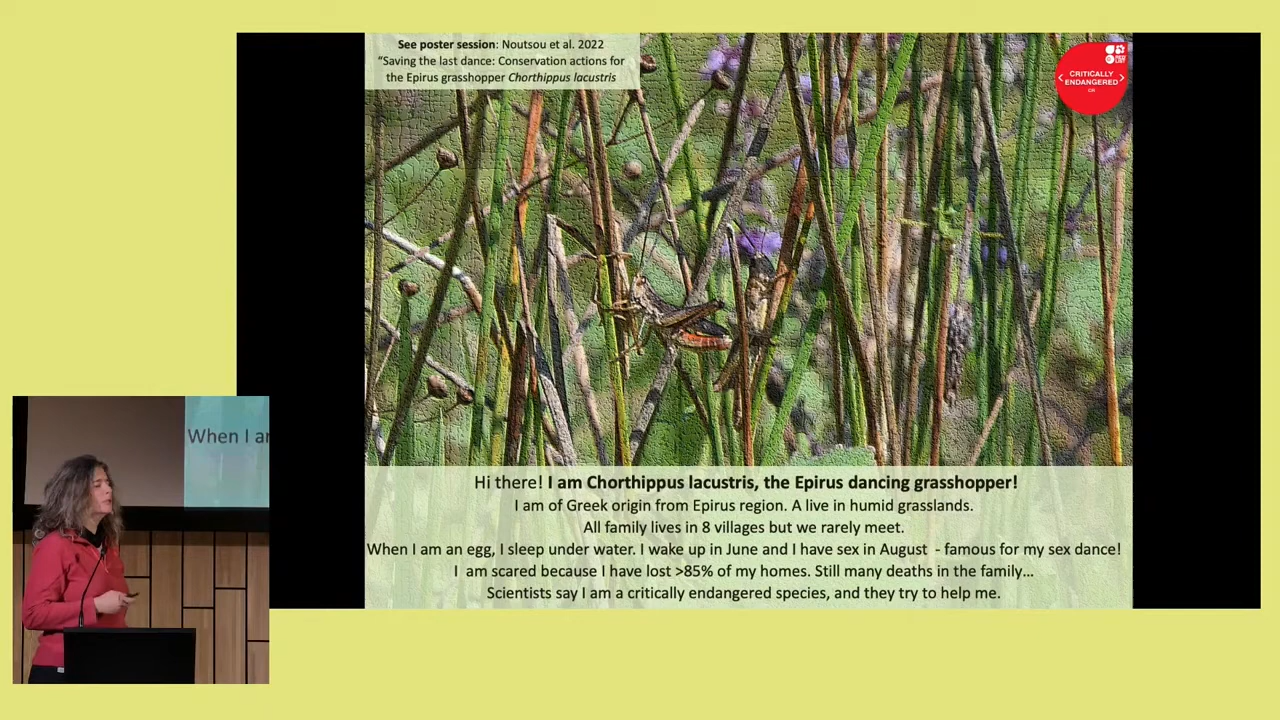 See poster session: Noutsou et al. 2022
"Saving the last dance: Conservation actions for
the Epirus grasshopper Chorthippus lacustris
CRITICALLY
ENDANGERED
CR
When I ar
Hi there! I am Chorthippus lacustris, the Epirus dancing grasshopper!
I am of Greek origin from Epirus region. A live in humid grasslands.
All family lives in 8 villages but we rarely meet.
When I am an egg, I sleep under water. I wake up in June and I have sex in August - famous for my sex dance!
I am scared because I have lost >85% of my homes. Still many deaths in the family…
Scientists say I am a critically endangered species, and they try to help me.